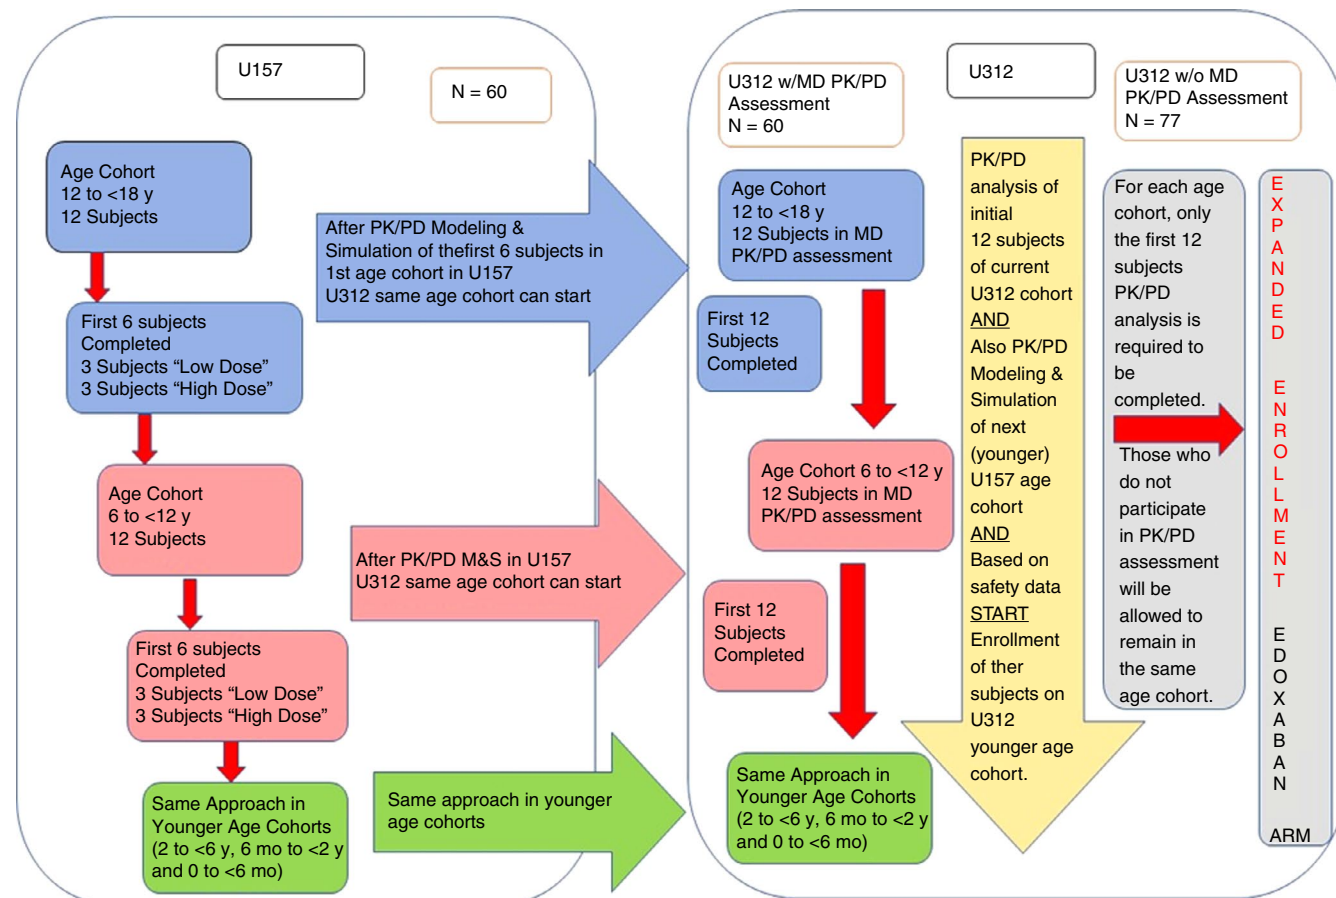 U157
N = 60
Age Cohort
12 to <18 y
12 Subjects
First 6 subjects
Completed
3 Subjects “Low Dose”
3 Subjects “High Dose”
Age Cohort
6 to <12 y
12 Subjects
First 6 subjects
Completed
3 Subjects “Low Dose”
3 Subjects “High Dose”
Same Approach in
Younger Age Cohorts
(2 to <6 y, 6 mo to <2 y
and 0 to <6 mo)
After PK/PD Modeling &
Simulation of thefirst 6 subjects in
1st age cohort in U157
U312 same age cohort can start
After PK/PD M&S in U157
U312 same age cohort can start
Same approach in younger
age cohorts
U312 w/MD PK/PD
Assessment
N = 60
U312
U312 w/o MD
PK/PD Assessment
N = 77
Age Cohort
12 to <18 y
12 Subjects in MD
PK/PD assessment
First 12
Subjects
Completed
Age Cohort 6 to <12 y
12 Subjects in MD
PK/PD assessment
First 12
Subjects
Completed
Same Approach in
Younger Age Cohorts
(2 to <6 y, 6 mo to <2 y
and 0 to <6 mo)
PK/PD
analysis of
initial
12 subjects
of current
U312 cohort
AND
Also PK/PD
Modeling &
Simulation
of next
(younger)
U157 age
cohort
AND
Based on
safety data
START
Enrollment
of ther
subjects on
U312
younger age
cohort.
For each age
cohort, only
the first 12
subjects
PK/PD
analysis is
required to
be
completed.
Those who
do not
participate
in PK/PD
assessment
will be
allowed to
remain in
the same
age cohort.
EXPANDED
ENROLLMENT
EDOXABAN
ARM